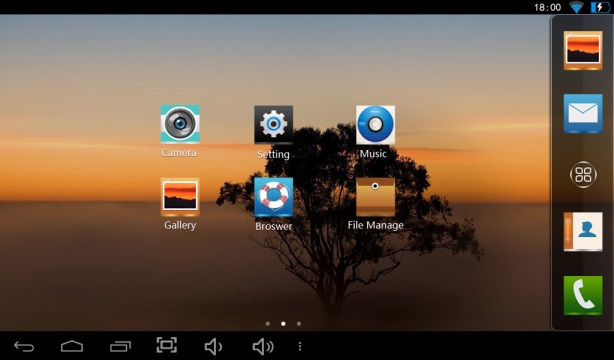 18:00
Camera
Setting
Music
Gallery
Broswer
File Manage